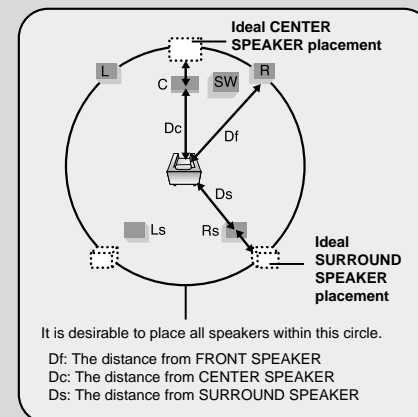 Ideal CENTER
SPEAKER placement
L
C
SW
R
Dc
Df
Ds
Ls
Rs
Ideal
SURROUND
SPEAKER
placement
It is desirable to place all speakers within this circle.
Df: The distance from FRONT SPEAKER
Dc: The distance from CENTER SPEAKER
Ds: The distance from SURROUND SPEAKER